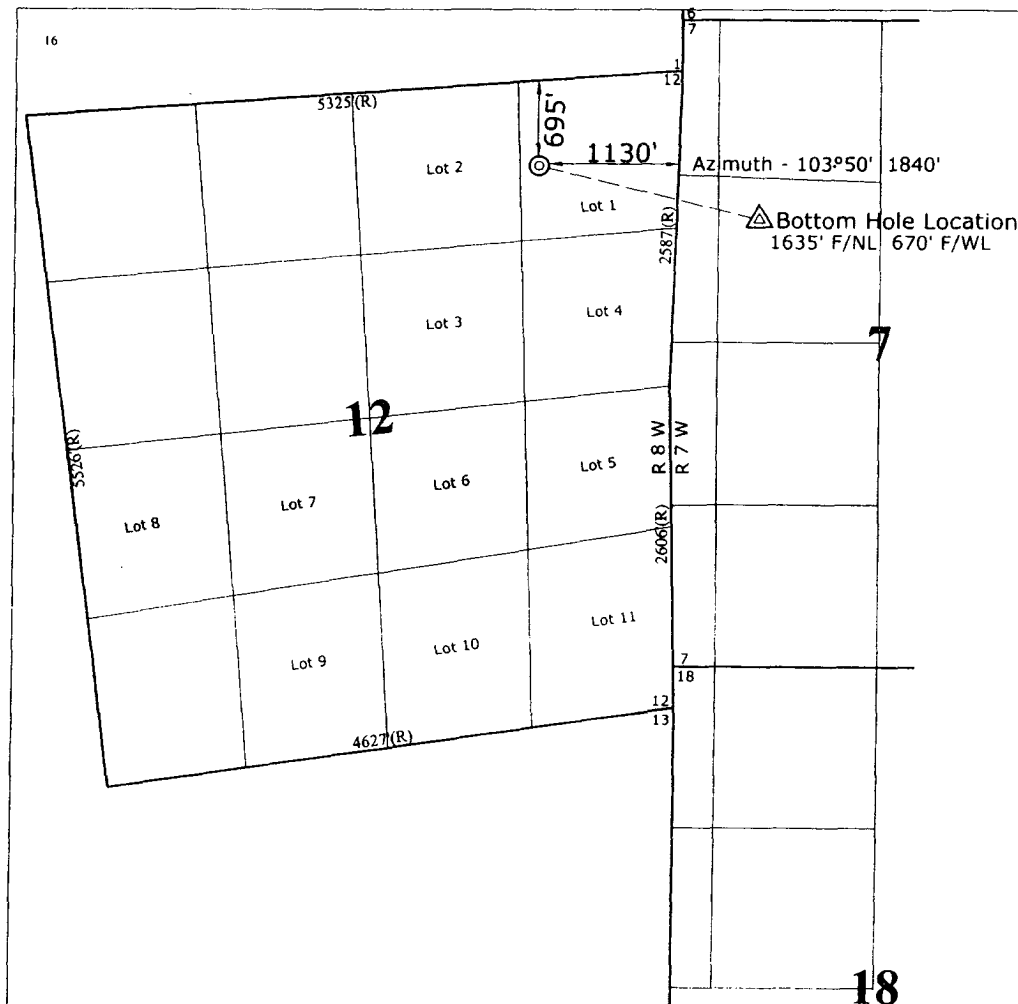 16
6
7
1
12
5325'(R)
695'
1130'
Azimuth - 103°50' 1840'
Lot 2
Lot 1
Bottom Hole Location
1635' F/NL 670' F/WL
2587'(R)
Lot 3
Lot 4
7
12
R 8 W
R 7 W
5526'(R)
Lot 5
Lot 6
Lot 7
Lot 8
2606'(R)
Lot 11
Lot 10
Lot 9
7
18
12
13
4627'(R)
18